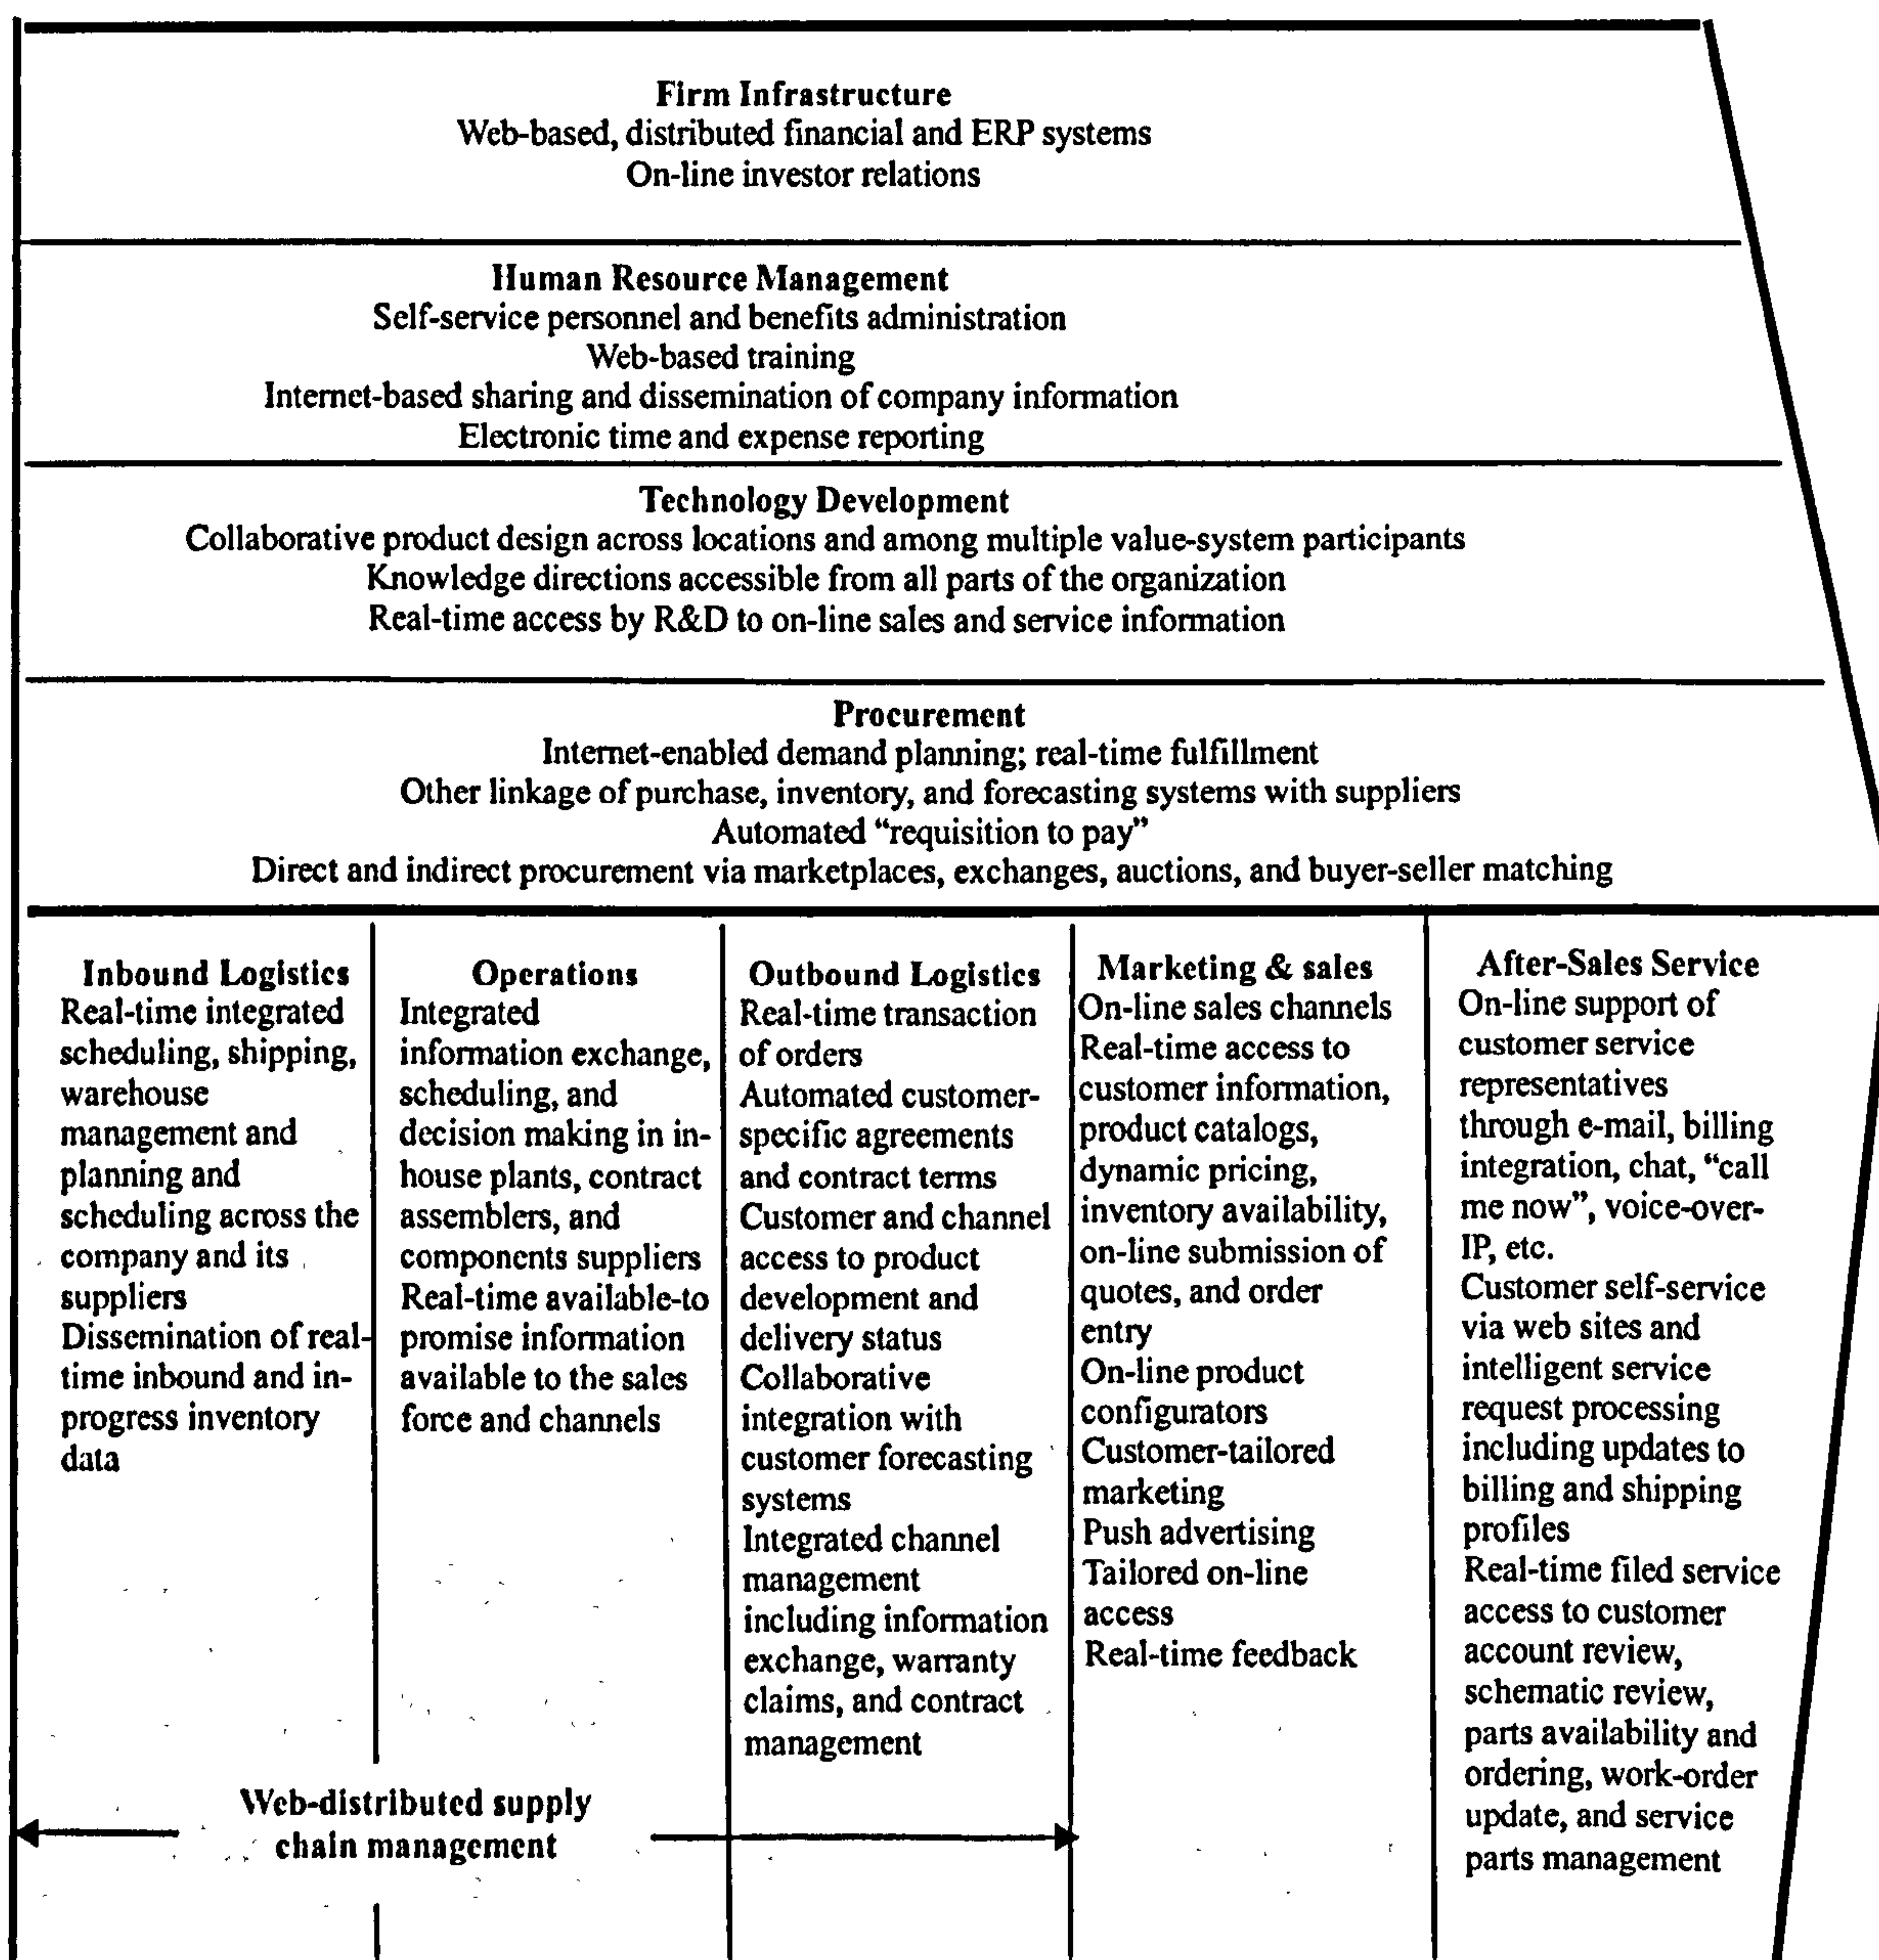 Firm Infrastructure
Web-based, distributed financial and ERP systems
On-line investor relations
Human Resource Management
Self-service personnel and benefits administration
Web-based training
Internet-based sharing and dissemination of company information
Electronic time and expense reporting
Technology Development
Collaborative product design across locations and among multiple value-system participants
Knowledge directions accessible from all parts of the organization
Real-time access by R&D to on-line sales and service information
Procurement
Internet-enabled demand planning; real-time fulfillment
Other linkage of purchase, inventory, and forecasting systems with suppliers
Automated “requisition to pay”
Direct and indirect procurement via marketplaces, exchanges, auctions, and buyer-seller matching
Inbound Logistics
Real-time integrated
scheduling, shipping,
warehouse
management and
planning and
scheduling across the
company and its
suppliers
Dissemination of real-
time inbound and in-
progress inventory
data
Operations
Integrated
information exchange,
scheduling, and
decision making in in-
house plants, contract
assemblers, and
components suppliers
Real-time available-to
promise information
available to the sales
force and channels
Outbound Logistics
Real-time transaction
of orders
Automated customer-
specific agreements
and contract terms
Customer and channel
access to product
development and
delivery status
Collaborative
integration with
customer forecasting
systems
Integrated channel
management
including information
exchange, warranty
claims, and contract
management
Marketing & sales
On-line sales channels
Real-time access to
customer information,
product catalogs,
dynamic pricing,
inventory availability,
on-line submission of
quotes, and order
entry
On-line product
configurators
Customer-tailored
marketing
Push advertising
Tailored on-line
access
Real-time feedback
After-Sales Service
On-line support of
customer service
representatives
through e-mail, billing
integration, chat, “call
me now”, voice-over-
IP, etc.
Customer self-service
via web sites and
intelligent service
request processing
including updates to
billing and shipping
profiles
Real-time filed service
access to customer
account review,
schematic review,
parts availability and
ordering, work-order
update, and service
parts management
Web-distributed supply
chain management